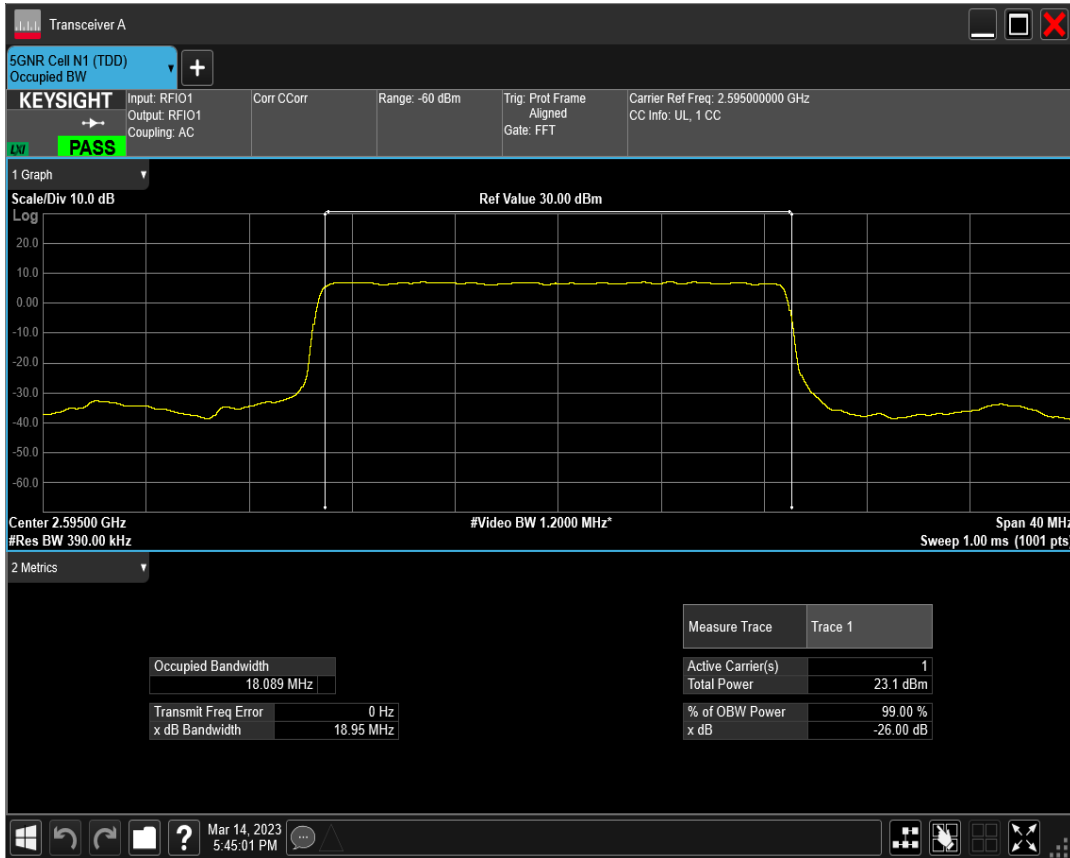 Transceiver A
5GNR Cell N1 (TDD)
Occupied BW
+
KEYSIGHT
LXI
PASS
Input: RFIO1
Output: RFIO1
Coupling: AC
Corr CCorr
Range: -60 dBm
Trig: Prot Frame
Aligned
Gate: FFT
Carrier Ref Freq: 2.595000000 GHz
CC Info: UL, 1 CC
1 Graph
Scale/Div 10.0 dB
Ref Value 30.00 dBm
Log
20.0
10.0
0.00
-10.0
-20.0
-30.0
-40.0
-50.0
-60.0
Center 2.59500 GHz
#Video BW 1.2000 MHz*
Span 40 MHz
#Res BW 390.00 kHz
Sweep 1.00 ms (1001 pts)
2 Metrics
Measure Trace Trace 1
Occupied Bandwidth
18.089 MHz
Active Carrier(s) 1
Total Power 23.1 dBm
Transmit Freq Error 0 Hz
x dB Bandwidth 18.95 MHz
% of OBW Power 99.00 %
x dB -26.00 dB
?
Mar 14, 2023
5:45:01 PM